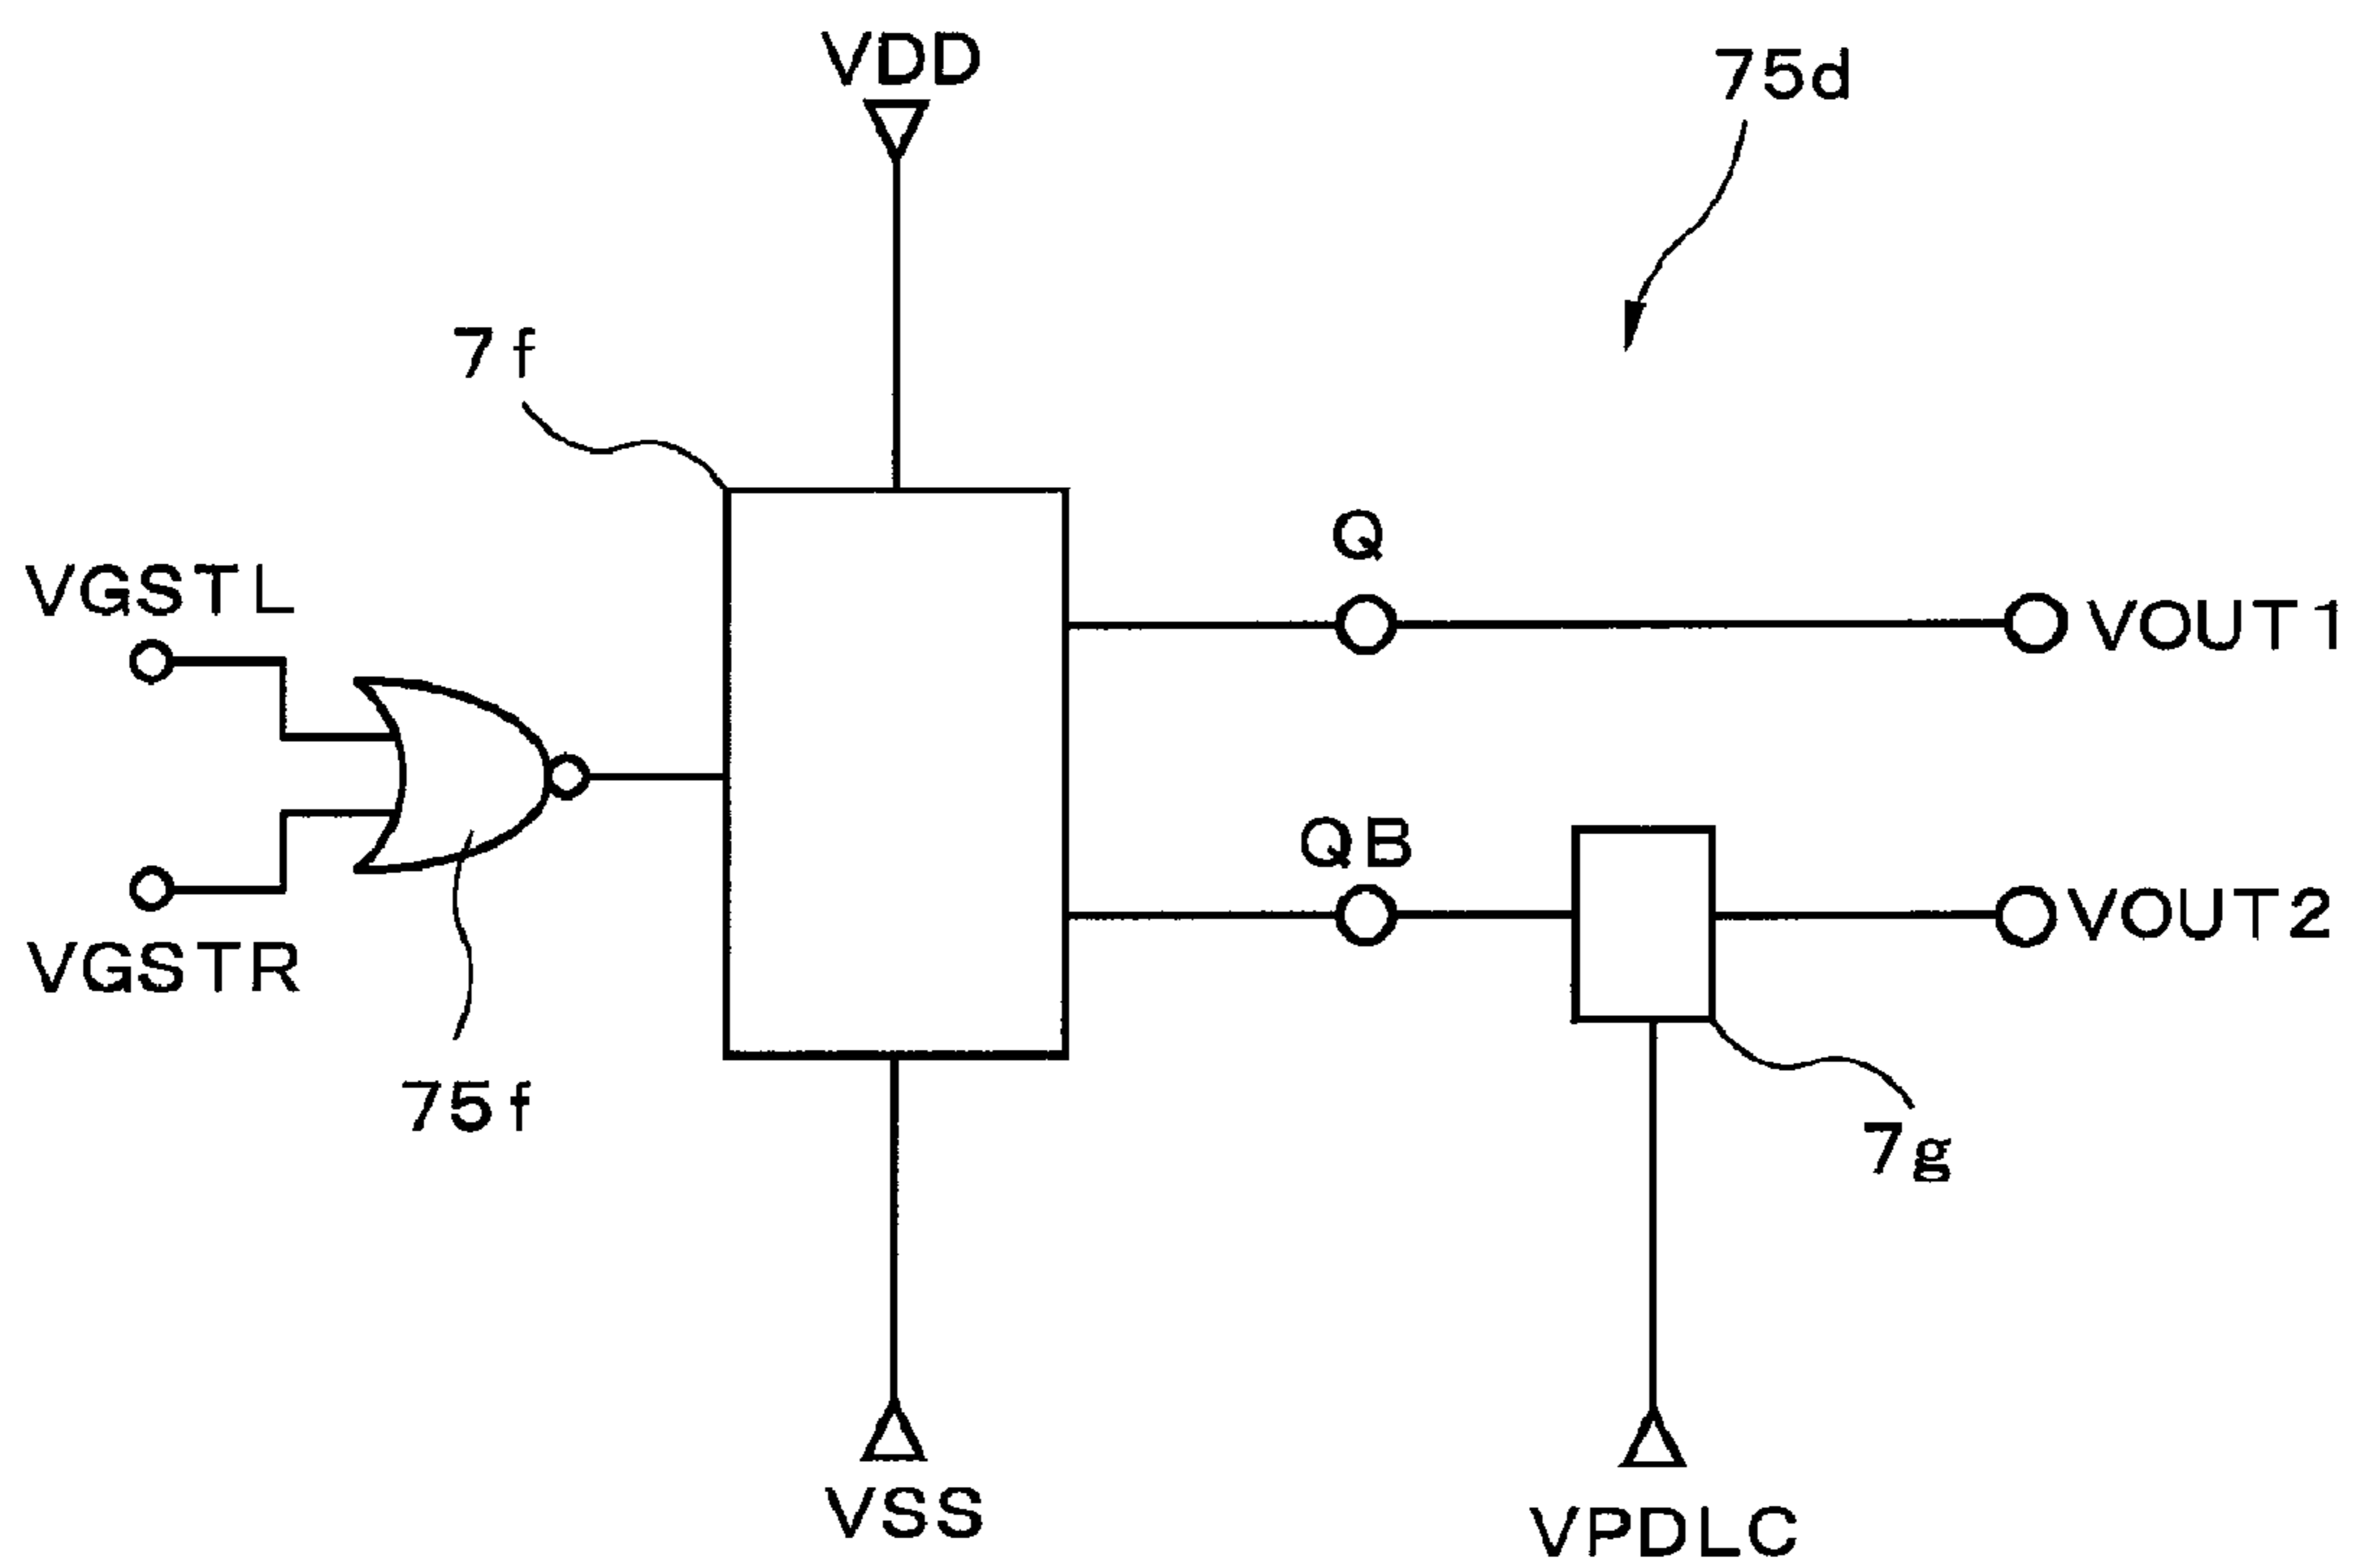 VDD
75d
7f
Q
VGSTL
VOUT1
QB
VOUT2
VGSTR
75f
7g
VSS
VPDLC